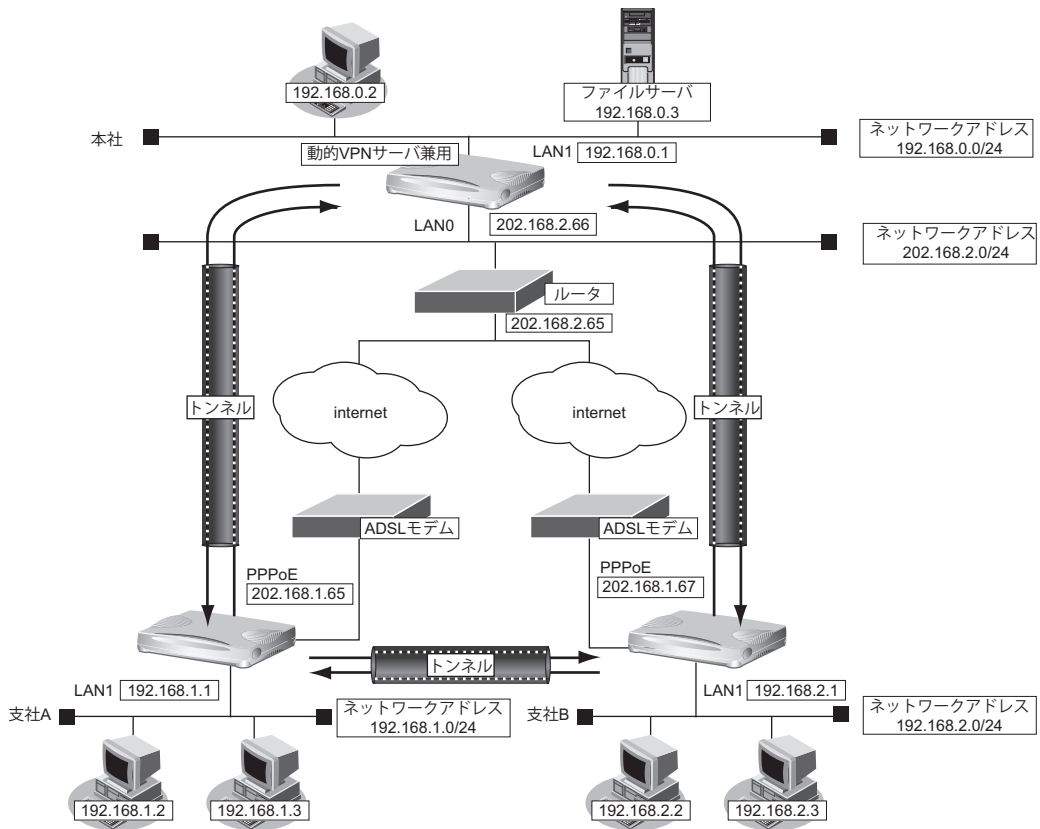 192.168.0.2
ファイルサーバ
192.168.0.3
本社
ネットワークアドレス
192.168.0.0/24
動的VPNサーバ兼用
LAN1 192.168.0.1
LAN0 202.168.2.66
ネットワークアドレス
202.168.2.0/24
ルータ
202.168.2.65
トンネル
internet
internet
トンネル
ADSLモデム
ADSLモデム
PPPoE
202.168.1.65
PPPoE
202.168.1.67
トンネル
LAN1 192.168.1.1
LAN1 192.168.2.1
支社A
ネットワークアドレス
192.168.1.0/24
支社B
ネットワークアドレス
192.168.2.0/24
192.168.1.2
192.168.1.3
192.168.2.2
192.168.2.3